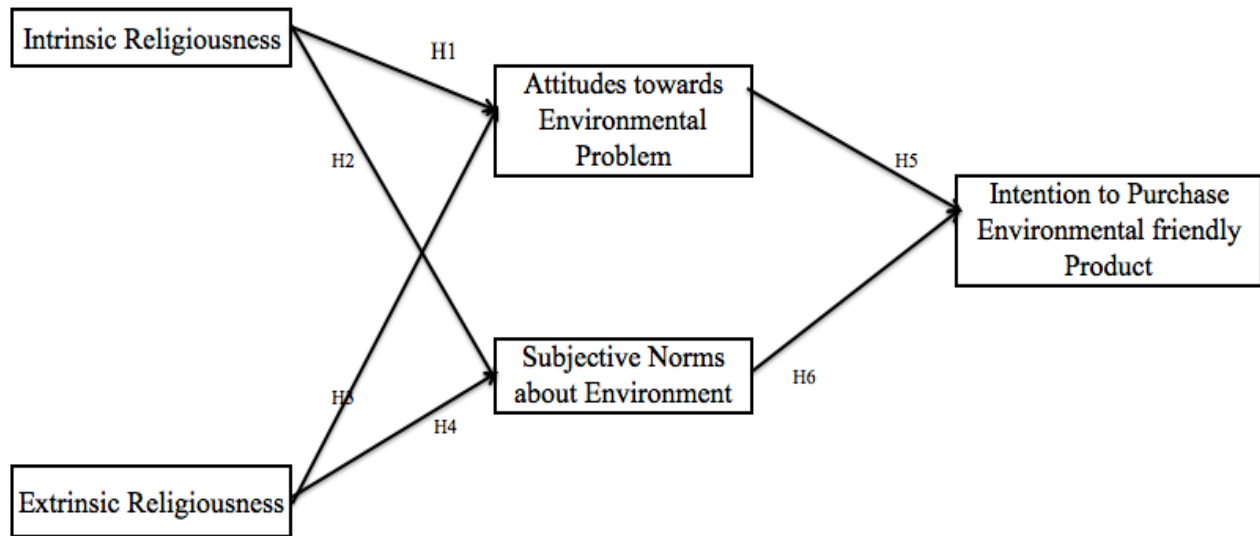 Intrinsic Religiousness
H1
Attitudes towards
Environmental
Problem
H2
H5
Intention to Purchase
Environmental friendly
Product
Subjective Norms
about Environment
H6
H3
H4
Extrinsic Religiousness